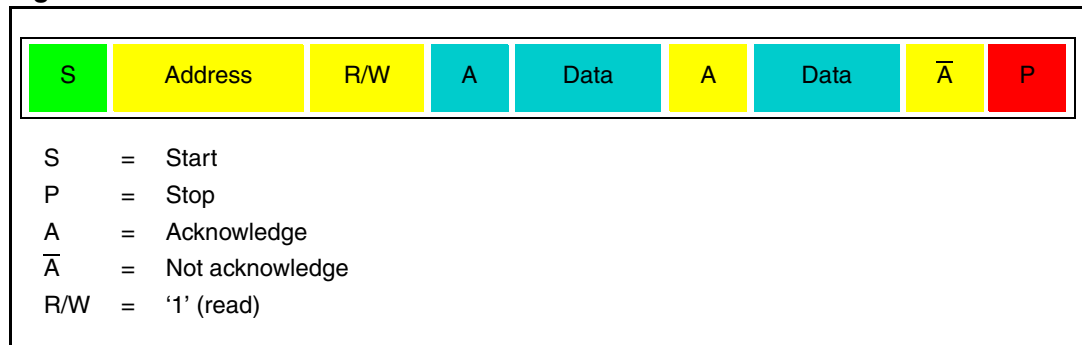 S Address R/W A Data A Data A̅ P
S = Start
P = Stop
A = Acknowledge
A̅ = Not acknowledge
R/W = ‘1’ (read)